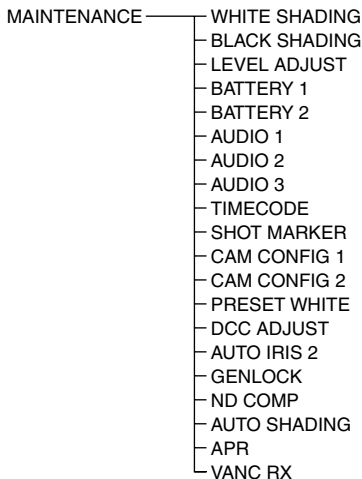 MAINTENANCE WHITE SHADING
BLACK SHADING
LEVEL ADJUST
BATTERY 1
BATTERY 2
AUDIO 1
AUDIO 2
AUDIO 3
TIMECODE
SHOT MARKER
CAM CONFIG 1
CAM CONFIG 2
PRESET WHITE
DCC ADJUST
AUTO IRIS 2
GENLOCK
ND COMP
AUTO SHADING
APR
VANC RX